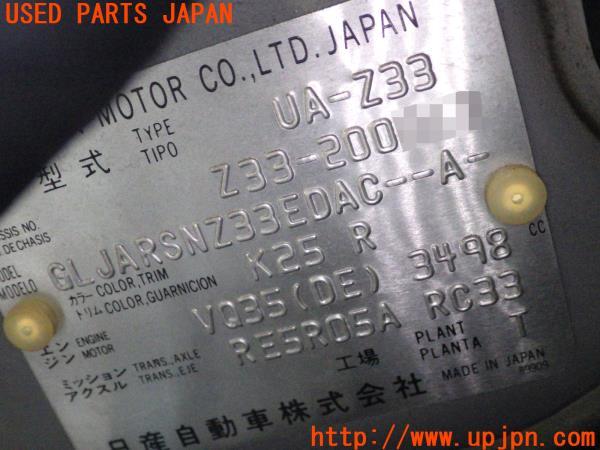 USED PARTS JAPAN
MOTOR CO.,LTD. JAPAN
型式 TYPE TIPO UA-Z33
CHASSIS NO. Z33-200
DE CHASIS
MODEL
MODELO GLJARSNZ33EDAC--A-
カラー COLOR,TRIM
トリム COLOR,GUARNICION K25 R
エン ENGINE
ジン MOTOR VQ35(DE) 3498 CC
ミッション TRANS.,AXLE
アクスル TRANS.,EJE RE5R05A RC33
工場 PLANT
PLANTA T
日産自動車株式会社 MADE IN JAPAN
89909
http://www.upjpn.com